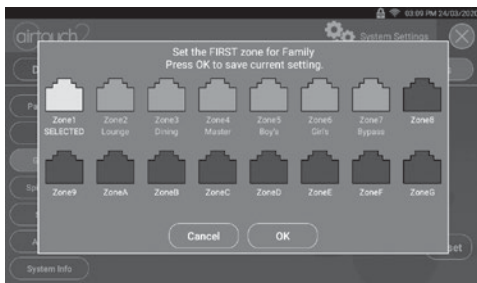 03:09 PM 24/03/2020
airtouch2
System Settings
Set the FIRST zone for Family
Press OK to save current setting.
Zone1 Zone2 Zone3 Zone4 Zone5 Zone6 Zone7 Zone8
SELECTED Lounge Dining Master Boy's Girl's Bypass
Zone9 ZoneA ZoneB ZoneC ZoneD ZoneE ZoneF ZoneG
Cancel OK
System Info